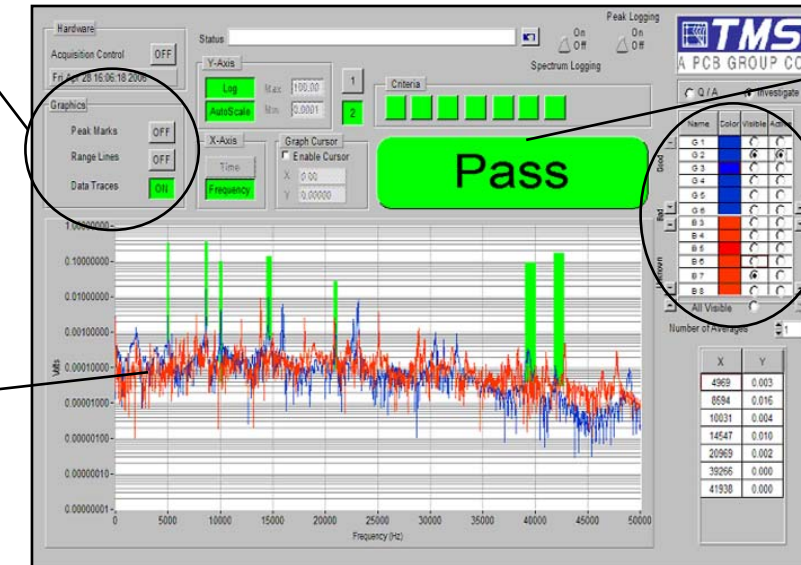 Hardware
Acquisition Control OFF
Fri Apr 28 16:06:18 2006
Graphics
Peak Marks OFF
Range Lines OFF
Data Traces ON
Status
Y-Axis
Log Max 100.00
AutoScale Min 0.0001
1
2
X-Axis
Time
Frequency
Graph Cursor
Enable Cursor
X 0.00
Y 0.00000
Peak Logging
On
Off
On
Off
Spectrum Logging
Criteria
Pass
TMS
A PCB GROUP CO
Q / A Investigate
Name Color Visible Active
G 1
G 2
G 3
G 4
G 5
G 6
B 3
B 4
B 5
B 6
B 7
B 8
Good
Bad
Unknown
All Visible
Number of Averages 1
X Y
4969 0.003
8594 0.016
10031 0.004
14547 0.010
20969 0.002
39266 0.000
41938 0.000
1.00000000
0.10000000
0.01000000
0.00100000
0.00010000
0.00001000
0.00000100
0.00000010
0.00000001
Volts
0 5000 10000 15000 20000 25000 30000 35000 40000 45000 50000
Frequency (Hz)